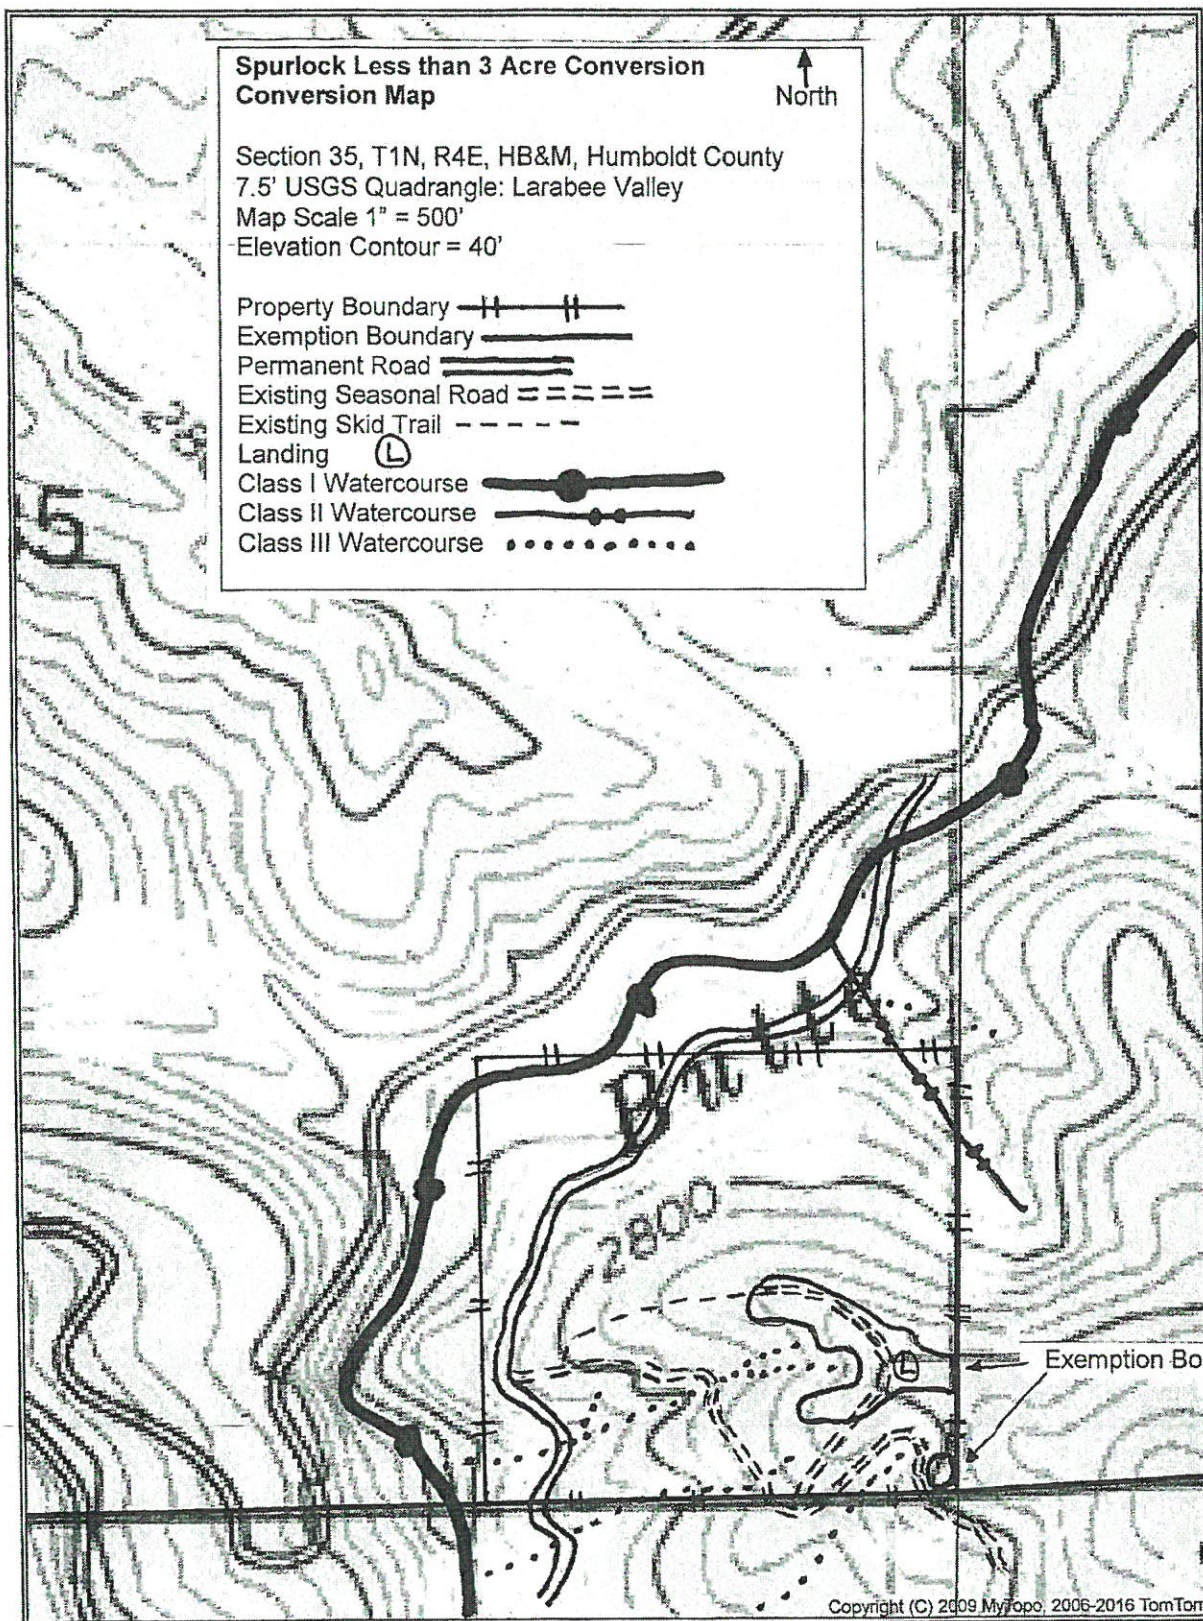 Spurlock Less than 3 Acre Conversion
Conversion Map
North
Section 35, T1N, R4E, HB&M, Humboldt County
7.5' USGS Quadrangle: Larabee Valley
Map Scale 1" = 500'
Elevation Contour = 40'
Property Boundary
Exemption Boundary
Permanent Road
Existing Seasonal Road
Existing Skid Trail
Landing L
Class I Watercourse
Class II Watercourse
Class III Watercourse
5
2800
L
Exemption Bo
Copyright (C) 2009 MyTopo, 2006-2016 TomTom